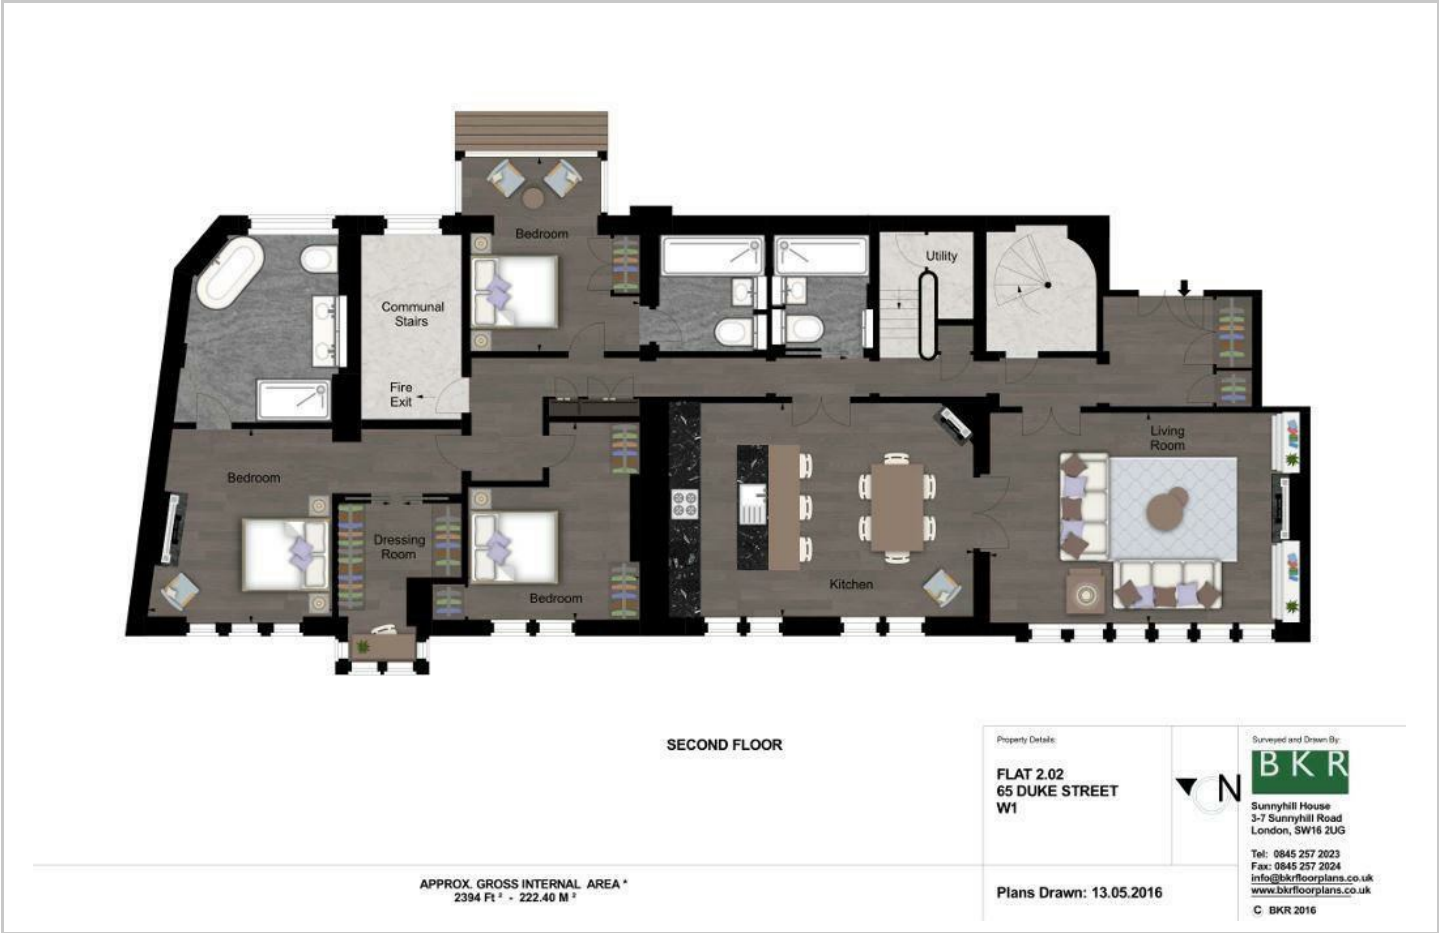 Bedroom
Utility
Communal
Stairs
Fire
Exit
Living
Room
Bedroom
Dressing
Room
Kitchen
Bedroom
SECOND FLOOR
Property Details:
FLAT 2.02
65 DUKE STREET
W1
N
Surveyed and Drawn By:
BKR
Sunnyhill House
3-7 Sunnyhill Road
London, SW16 2UG
Tel: 0845 257 2023
Fax: 0845 257 2024
info@bkrfloorplans.co.uk
www.bkrfloorplans.co.uk
C BKR 2016
APPROX. GROSS INTERNAL AREA *
2394 Ft ² - 222.40 M ²
Plans Drawn: 13.05.2016